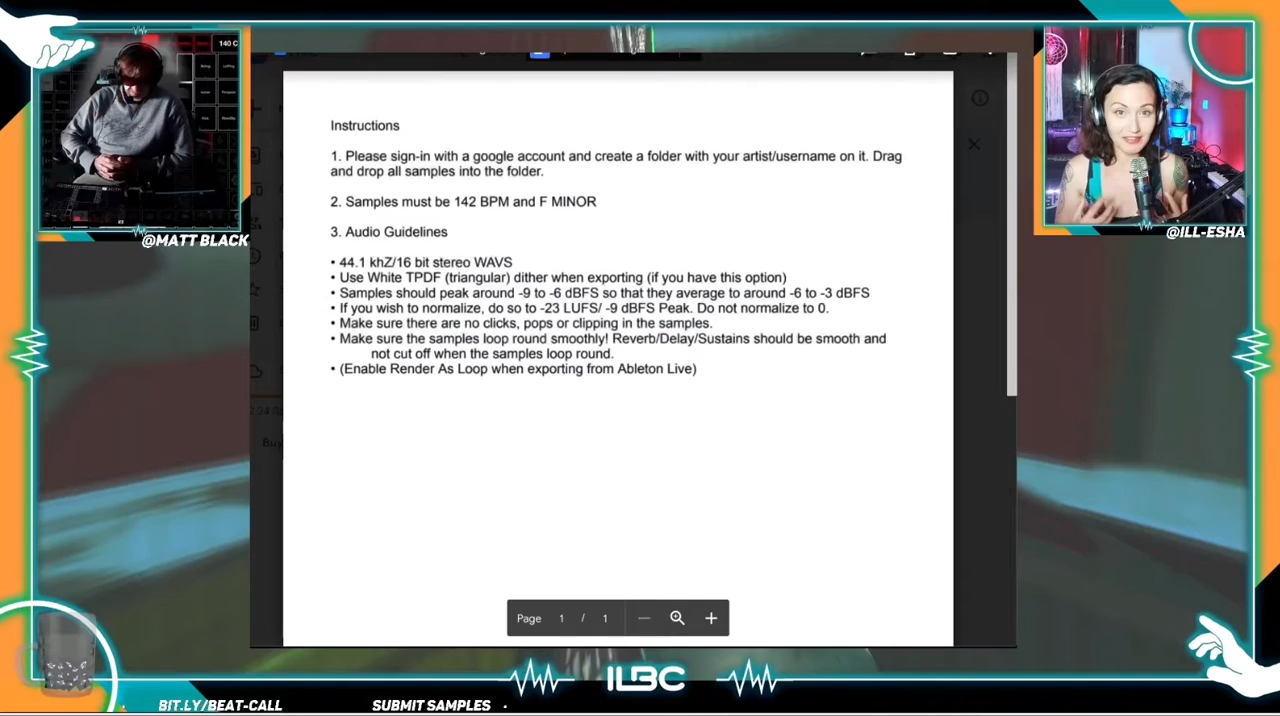 140 C
@MATT BLACK
@ILL-ESHA
Instructions
1. Please sign-in with a google account and create a folder with your artist/username on it. Drag
and drop all samples into the folder.
2. Samples must be 142 BPM and F MINOR
3. Audio Guidelines
• 44.1 khZ/16 bit stereo WAVS
• Use White TPDF (triangular) dither when exporting (if you have this option)
• Samples should peak around -9 to -6 dBFS so that they average to around -6 to -3 dBFS
• If you wish to normalize, do so to -23 LUFS/ -9 dBFS Peak. Do not normalize to 0.
• Make sure there are no clicks, pops or clipping in the samples.
• Make sure the samples loop round smoothly! Reverb/Delay/Sustains should be smooth and
not cut off when the samples loop round.
• (Enable Render As Loop when exporting from Ableton Live)
Page 1 / 1
ILBC
BIT.LY/BEAT-CALL
SUBMIT SAMPLES